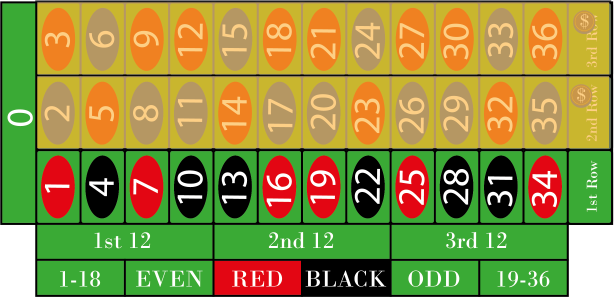 0
3 6 9 12 15 18 21 24 27 30 33 36 $ 3rd Row
2 5 8 11 14 17 20 23 26 29 32 35 $ 2nd Row
1 4 7 10 13 16 19 22 25 28 31 34 1st Row
1st 12 2nd 12 3rd 12
1-18 EVEN RED BLACK ODD 19-36